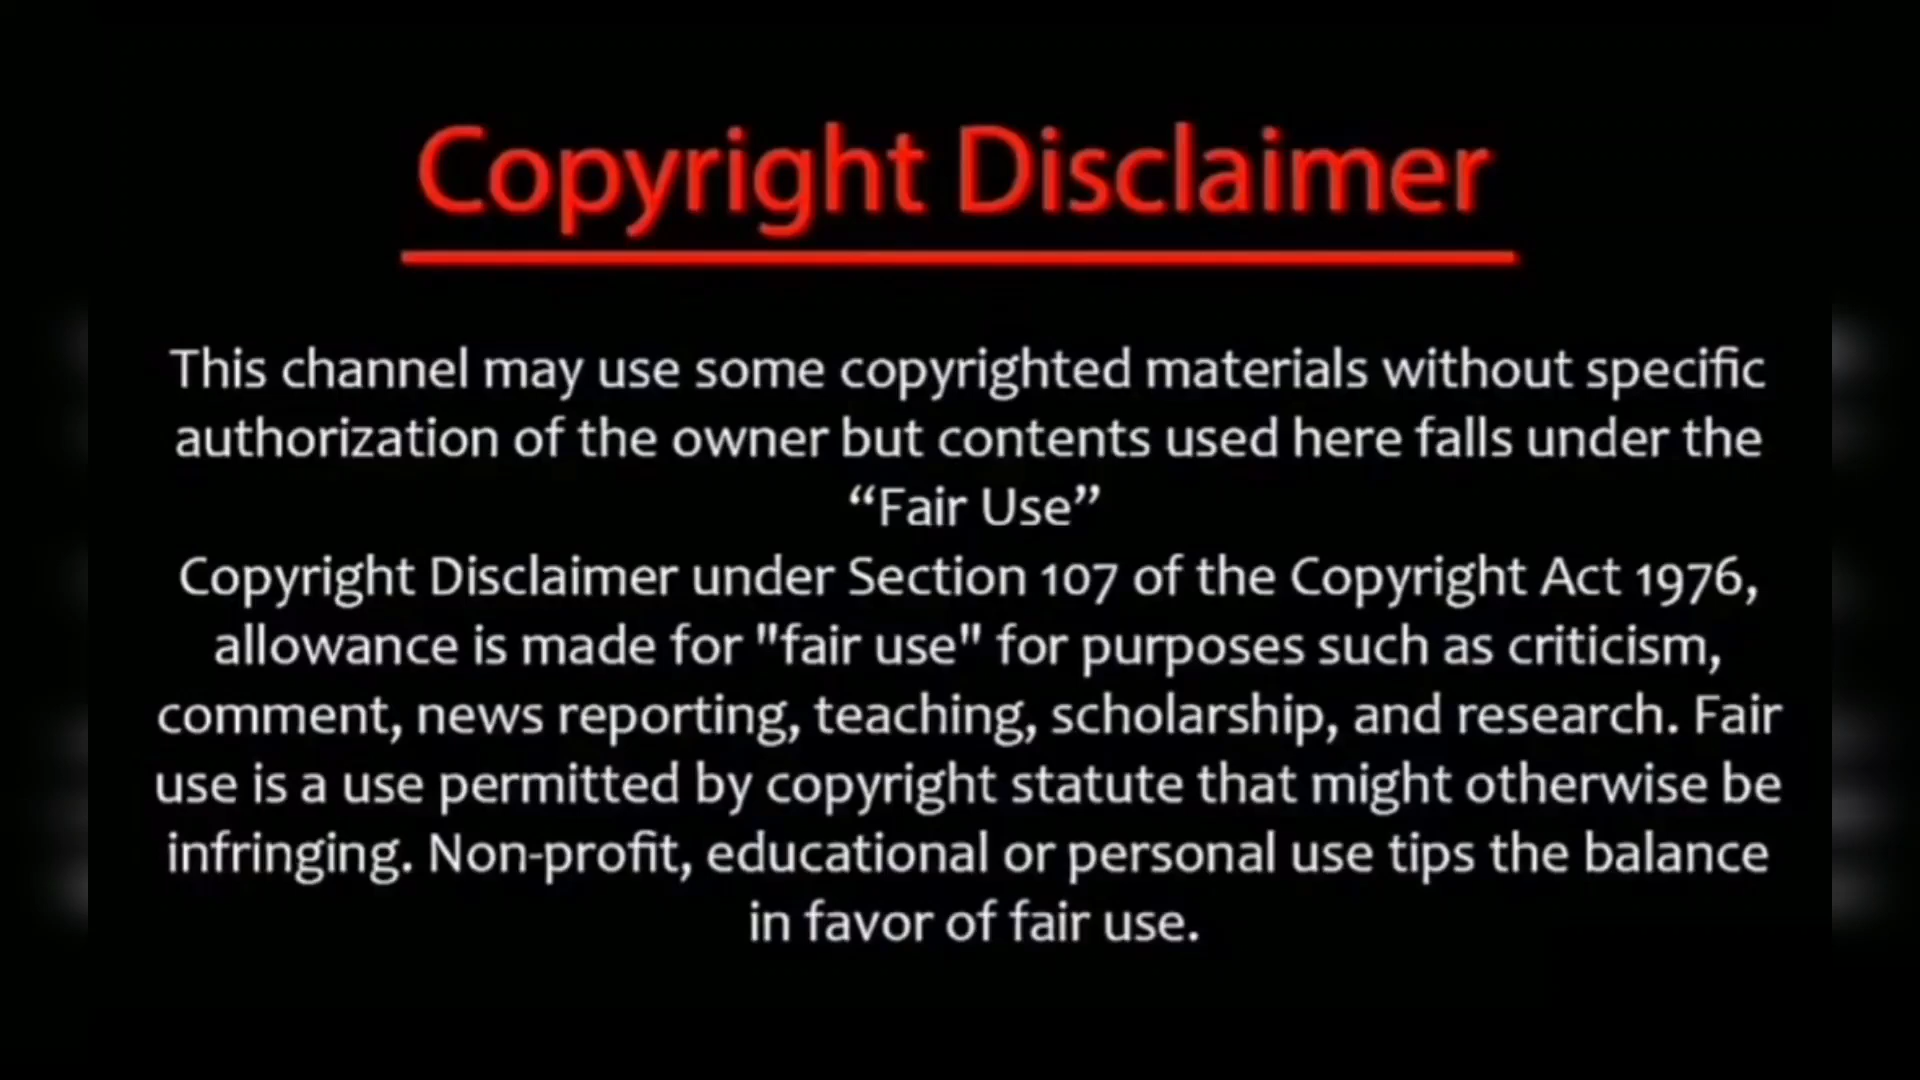 Copyright Disclaimer
This channel may use some copyrighted materials without specific
authorization of the owner but contents used here falls under the
“Fair Use”
Copyright Disclaimer under Section 107 of the Copyright Act 1976,
allowance is made for "fair use" for purposes such as criticism,
comment, news reporting, teaching, scholarship, and research. Fair
use is a use permitted by copyright statute that might otherwise be
infringing. Non-profit, educational or personal use tips the balance
in favor of fair use.